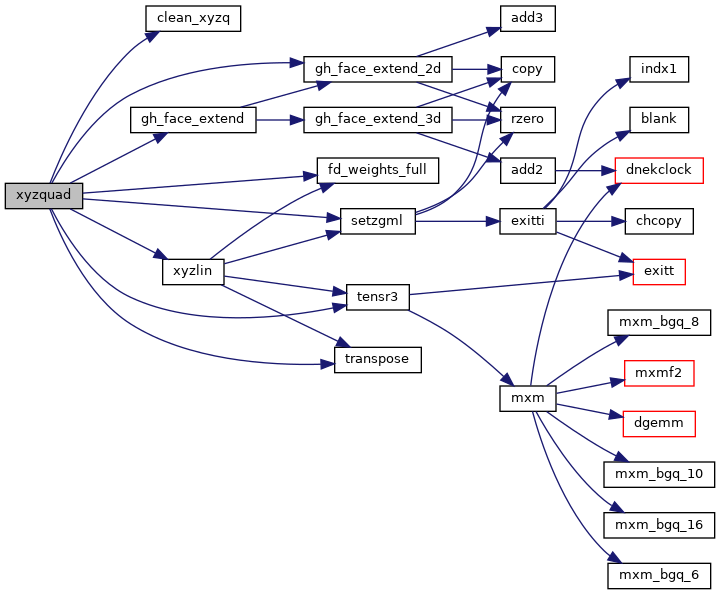 clean_xyzq
add3
gh_face_extend_2d
copy
indx1
gh_face_extend
gh_face_extend_3d
rzero
blank
fd_weights_full
add2
dnekclock
xyzquad
setzgml
exitti
chcopy
xyzlin
exitt
tensr3
mxm_bgq_8
transpose
mxmf2
mxm
dgemm
mxm_bgq_10
mxm_bgq_16
mxm_bgq_6